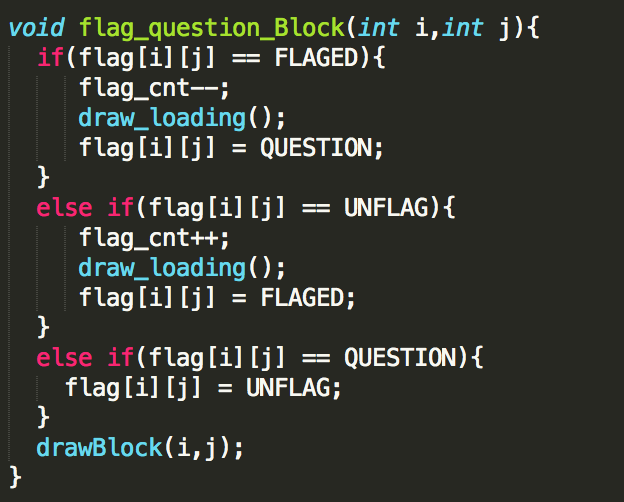 void flag_question_Block(int i,int j){
  if(flag[i][j] == FLAGED){
     flag_cnt--;
     draw_loading();
     flag[i][j] = QUESTION;
  }
  else if(flag[i][j] == UNFLAG){
     flag_cnt++;
     draw_loading();
     flag[i][j] = FLAGED;
  }
  else if(flag[i][j] == QUESTION){
    flag[i][j] = UNFLAG;
  }
  drawBlock(i,j);
}